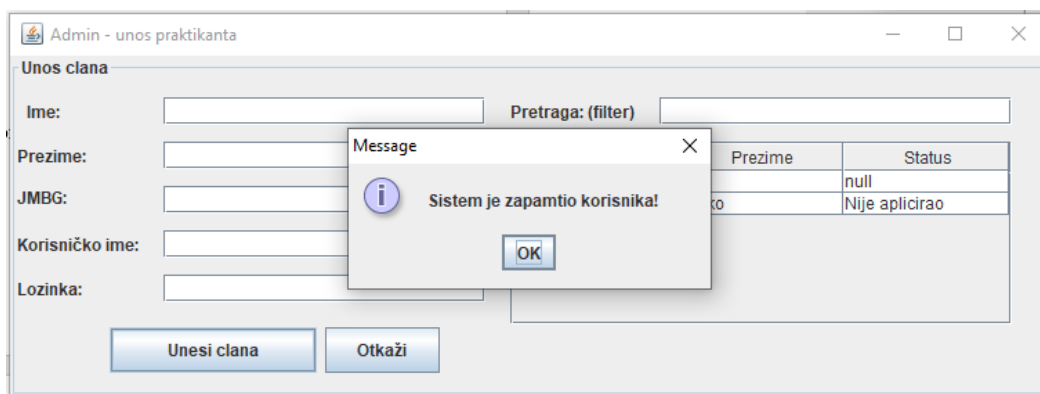 Admin - unos praktikanta
Unos clana
Ime:
Pretraga: (filter)
Prezime:
JMBG:
Korisničko ime:
Lozinka:
Prezime Status
null
ko Nije aplicirao
Message
Sistem je zapamtio korisnika!
OK
Unesi clana Otkaži